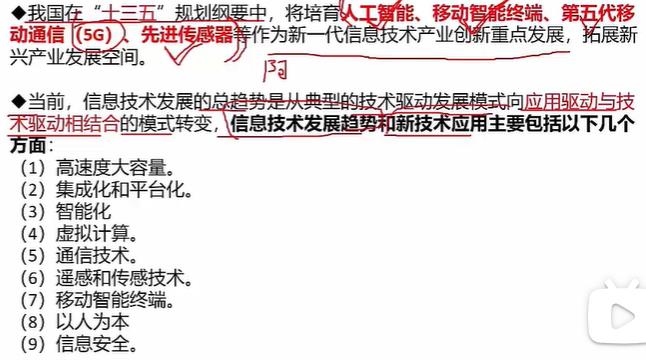 ◆我国在“十三五”规划纲要中，将培育人工智能、移动智能终端、第五代移
动通信（5G）、先进传感器等作为新一代信息技术产业创新重点发展，拓展新
兴产业发展空间。
◆当前，信息技术发展的总趋势是从典型的技术驱动发展模式向应用驱动与技
术驱动相结合的模式转变，信息技术发展趋势和新技术应用主要包括以下几个
方面：
（1）高速度大容量。
（2）集成化和平台化。
（3）智能化
（4）虚拟计算。
（5）通信技术。
（6）遥感和传感技术。
（7）移动智能终端。
（8）以人为本
（9）信息安全。